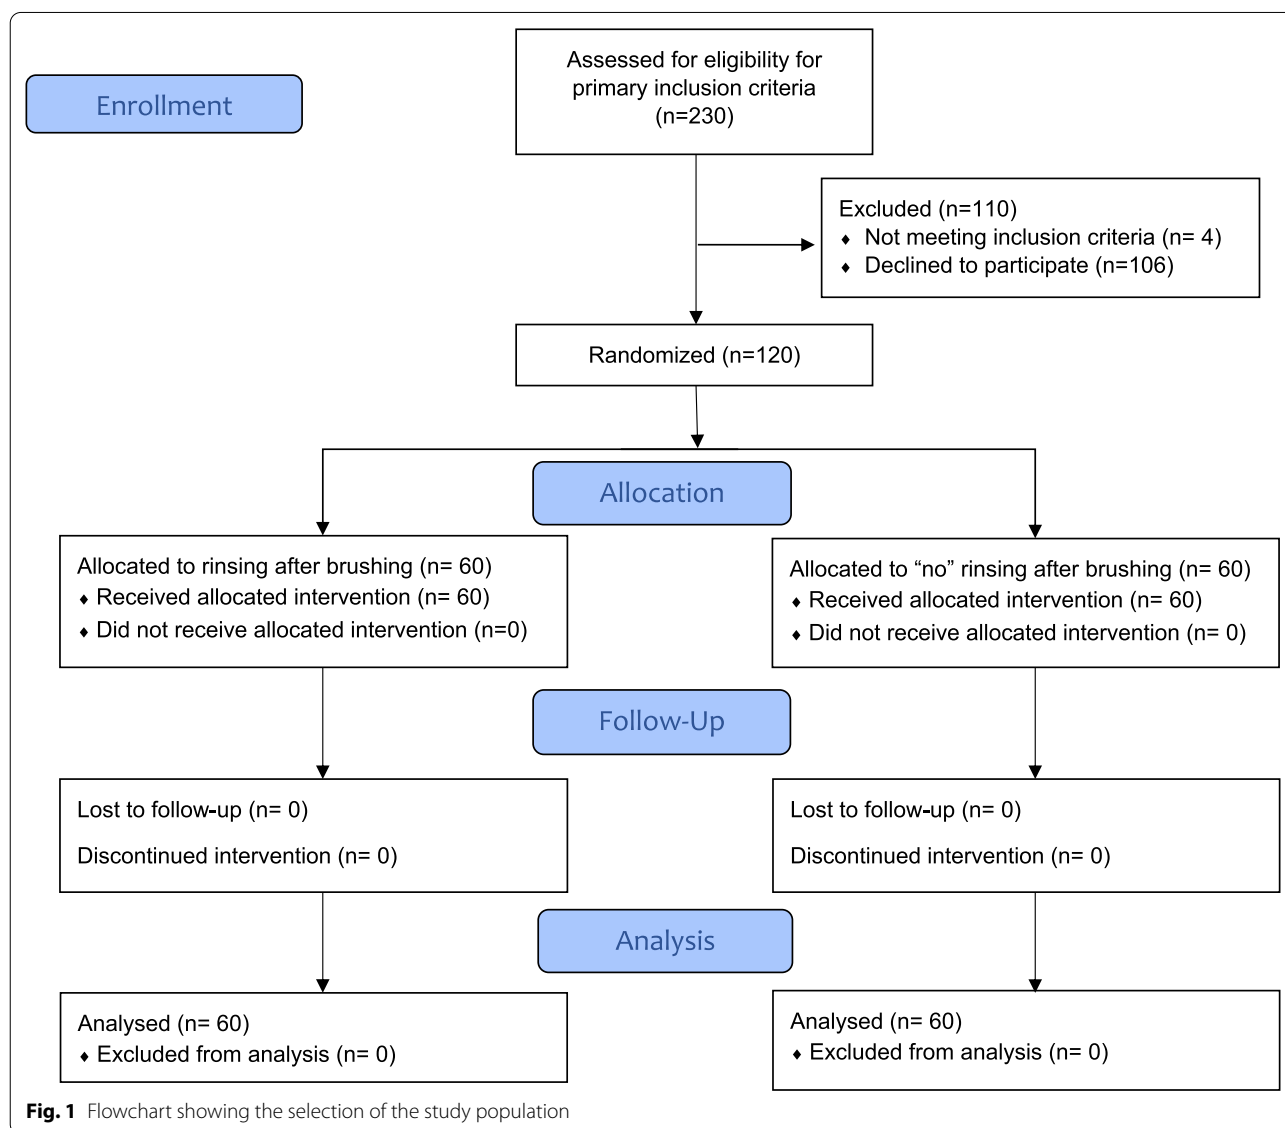 Enrollment
Assessed for eligibility for
primary inclusion criteria
(n=230)
Excluded (n=110)
♦ Not meeting inclusion criteria (n= 4)
♦ Declined to participate (n=106)
Randomized (n=120)
Allocation
Allocated to rinsing after brushing (n= 60)
♦ Received allocated intervention (n= 60)
♦ Did not receive allocated intervention (n=0)
Allocated to “no” rinsing after brushing (n= 60)
♦ Received allocated intervention (n= 60)
♦ Did not receive allocated intervention (n= 0)
Follow-Up
Lost to follow-up (n= 0)
Discontinued intervention (n= 0)
Lost to follow-up (n= 0)
Discontinued intervention (n= 0)
Analysis
Analysed (n= 60)
♦ Excluded from analysis (n= 0)
Analysed (n= 60)
♦ Excluded from analysis (n= 0)
Fig. 1 Flowchart showing the selection of the study population